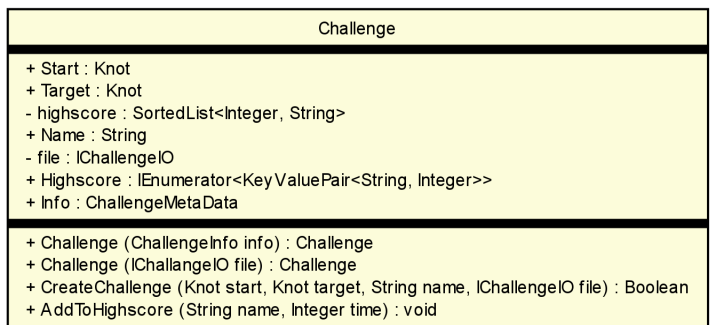 Challenge
+ Start : Knot
+ Target : Knot
- highscore : SortedList<Integer, String>
+ Name : String
- file : IChallengeIO
+ Highscore : IEnumerator<KeyValuePair<String, Integer>>
+ Info : ChallengeMetaData
+ Challenge (ChallengeInfo info) : Challenge
+ Challenge (IChallangeIO file) : Challenge
+ CreateChallenge (Knot start, Knot target, String name, IChallengeIO file) : Boolean
+ AddToHighscore (String name, Integer time) : void